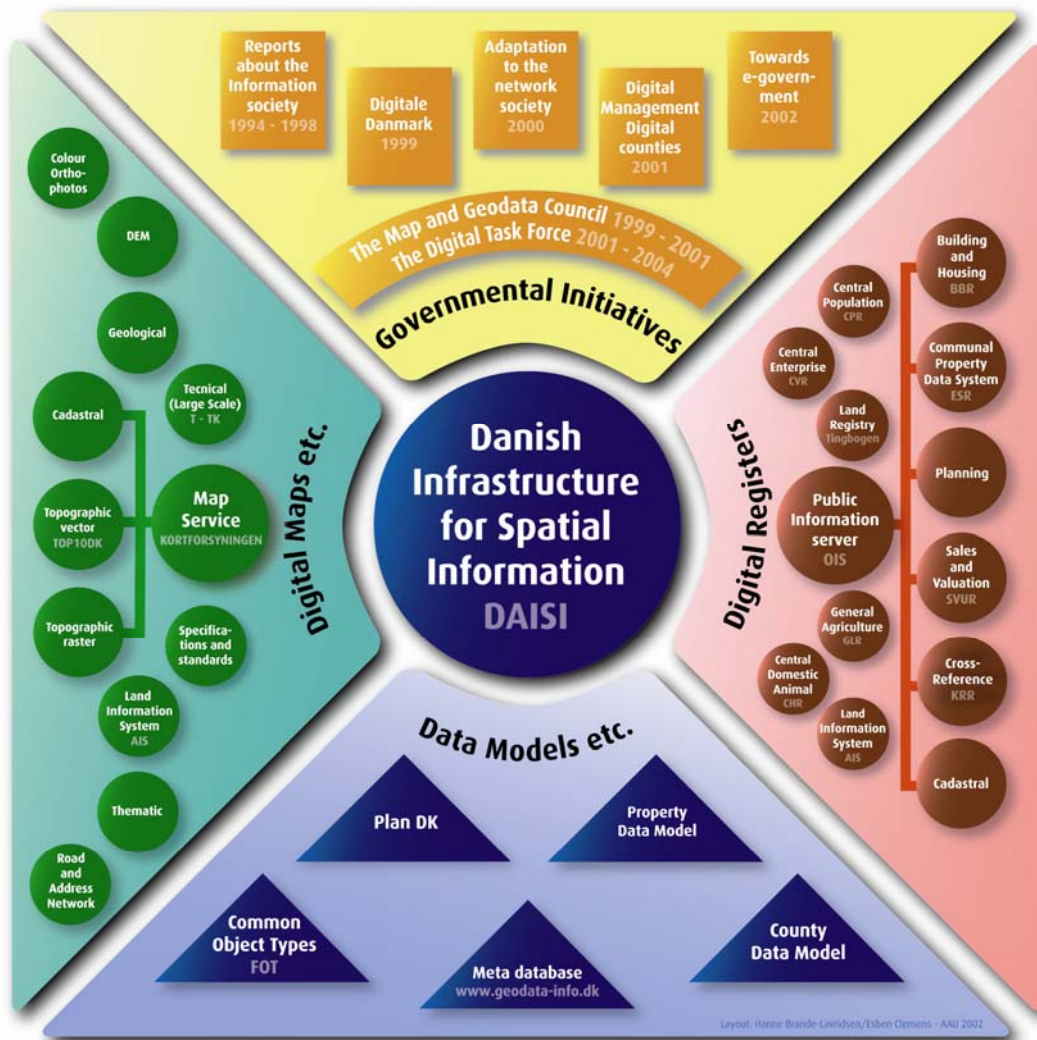 Reports
about the
Information
society
1994 - 1998
Digitale
Danmark
1999
Adaptation
to the
network
society
2000
Digital
Management
Digital
counties
2001
Towards
e-govern-
ment
2002
The Map and Geodata Council 1999 - 2001
The Digital Task Force 2001 - 2004
Governmental Initiatives
Colour
Ortho-
photos
DEM
Geological
Tecnical
(Large Scale)
T - TK
Cadastral
Map
Service
KORTFORSYNINGEN
Topographic
vector
TOP10DK
Topographic
raster
Specifica-
tions and
standards
Land
Information
System
AIS
Thematic
Road
and
Address
Network
Digital Maps etc.
Danish
Infrastructure
for Spatial
Information
DAISI
Digital Registers
Building
and
Housing
BBR
Central
Population
CPR
Central
Enterprise
CVR
Communal
Property
Data System
ESR
Land
Registry
Tingbogen
Planning
Public
Information
server
OIS
Sales
and
Valuation
SVUR
General
Agriculture
GLR
Central
Domestic
Animal
CHR
Cross-
Reference
KRR
Land
Information
System
AIS
Cadastral
Data Models etc.
Plan DK
Property
Data Model
Common
Object Types
FOT
Meta database
www.geodata-info.dk
County
Data Model
Layout: Hanne Brande-Lavridsen/Esben Clemens - AAU 2002